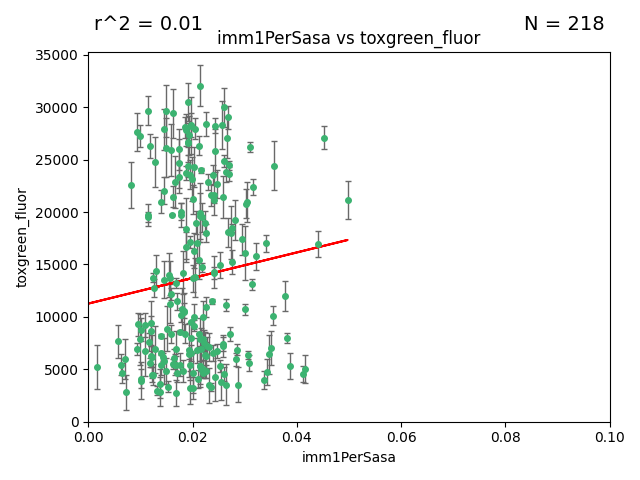 r^2 = 0.01
N = 218
imm1PerSasa vs toxgreen_fluor
35000
30000
25000
20000
15000
10000
5000
0
toxgreen_fluor
0.00
0.02
0.04
0.06
0.08
0.10
imm1PerSasa